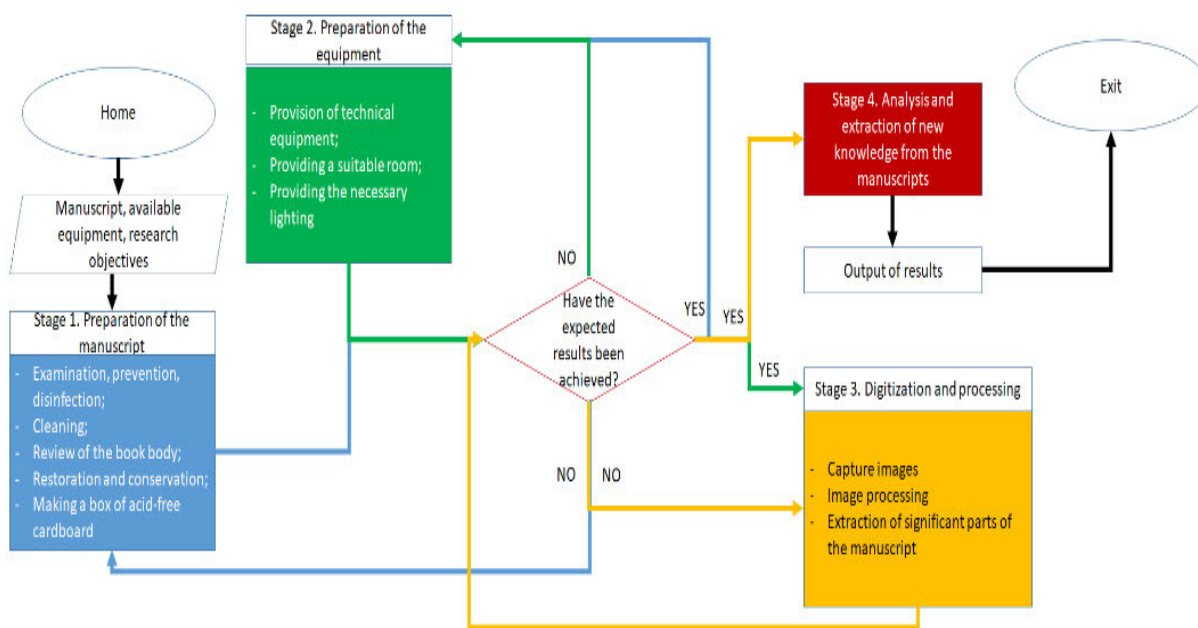 Home
Manuscript, available
equipment, research
objectives
Stage 1. Preparation of the
manuscript
- Examination, prevention,
disinfection;
- Cleaning;
- Review of the book body;
- Restoration and conservation;
- Making a box of acid-free
cardboard
Stage 2. Preparation of the
equipment
- Provision of technical
equipment;
- Providing a suitable room;
- Providing the necessary
lighting
NO
Have the
expected
results been
achieved?
YES
YES
YES
NO
NO
Stage 3. Digitization and processing
- Capture images
- Image processing
- Extraction of significant parts of
the manuscript
Stage 4. Analysis and
extraction of new
knowledge from the
manuscripts
Output of results
Exit